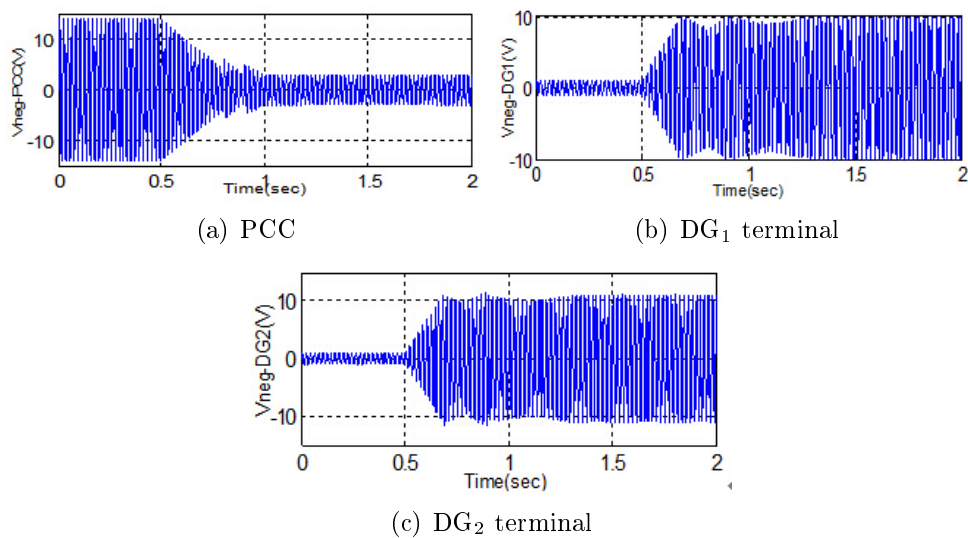 Vneg-PCC(V)
10
0
-10
0 0.5 1 1.5 2
Time(sec)
(a) PCC
Vneg-DG1(V)
10
0
-10
0 0.5 1 1.5 2
Time(sec)
(b) DG₁ terminal
Vneg-DG2(V)
10
0
-10
0 0.5 1 1.5 2
Time(sec)
(c) DG₂ terminal